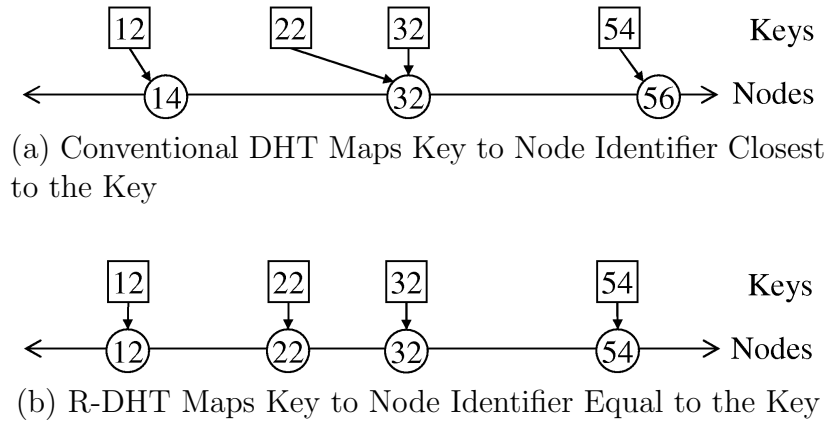 12 22 32 54 Keys
14 32 56 Nodes
(a) Conventional DHT Maps Key to Node Identifier Closest
to the Key
12 22 32 54 Keys
12 22 32 54 Nodes
(b) R-DHT Maps Key to Node Identifier Equal to the Key